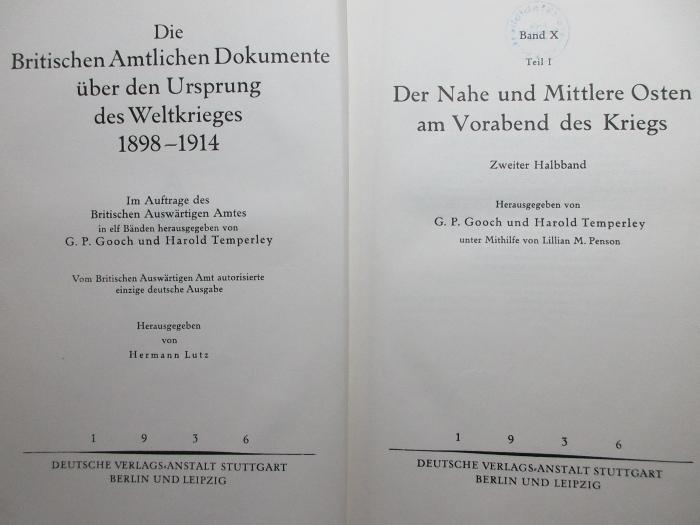 Die
Britischen Amtlichen Dokumente
über den Ursprung
des Weltkrieges
1898–1914
Im Auftrage des
Britischen Auswärtigen Amtes
in elf Bänden herausgegeben von
G. P. Gooch und Harold Temperley
Vom Britischen Auswärtigen Amt autorisierte
einzige deutsche Ausgabe
Herausgegeben
von
Hermann Lutz
1 9 3 6
DEUTSCHE VERLAGS-ANSTALT STUTTGART
BERLIN UND LEIPZIG
Band X
Teil I
Der Nahe und Mittlere Osten
am Vorabend des Kriegs
Zweiter Halbband
Herausgegeben von
G. P. Gooch und Harold Temperley
unter Mithilfe von Lillian M. Penson
1 9 3 6
DEUTSCHE VERLAGS-ANSTALT STUTTGART
BERLIN UND LEIPZIG